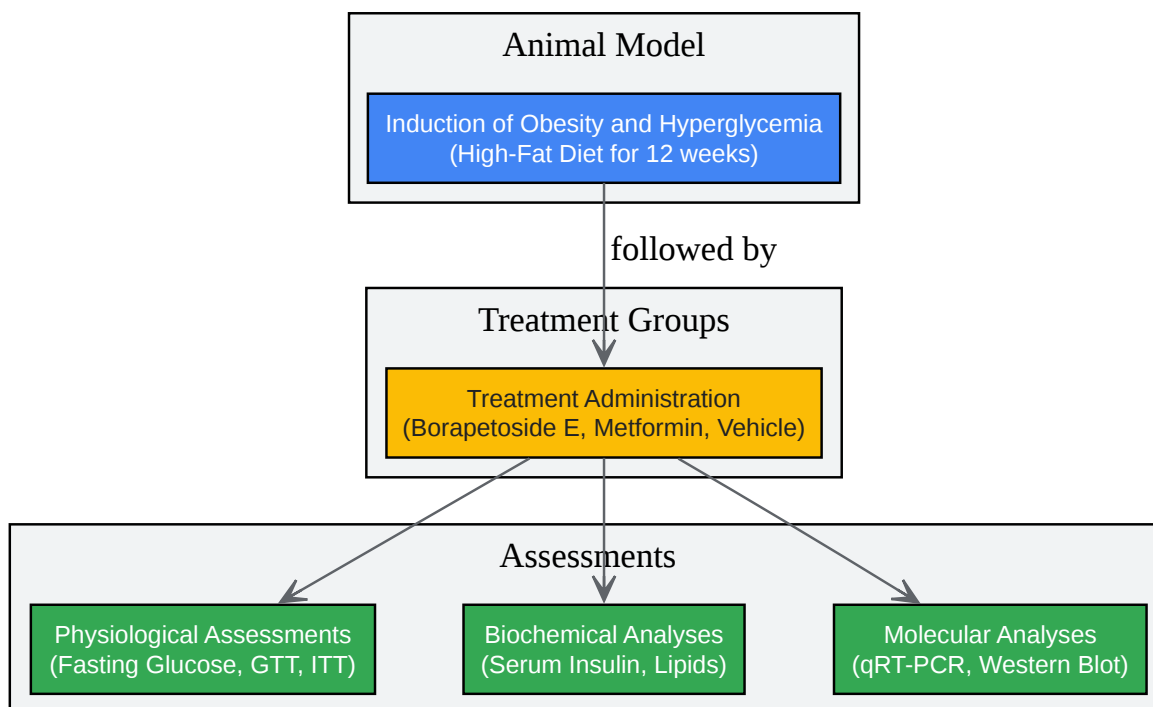 Animal Model
Induction of Obesity and Hyperglycemia
(High-Fat Diet for 12 weeks)
followed by
Treatment Groups
Treatment Administration
(Borapetoside E, Metformin, Vehicle)
Assessments
Physiological Assessments
(Fasting Glucose, GTT, ITT)
Biochemical Analyses
(Serum Insulin, Lipids)
Molecular Analyses
(qRT-PCR, Western Blot)